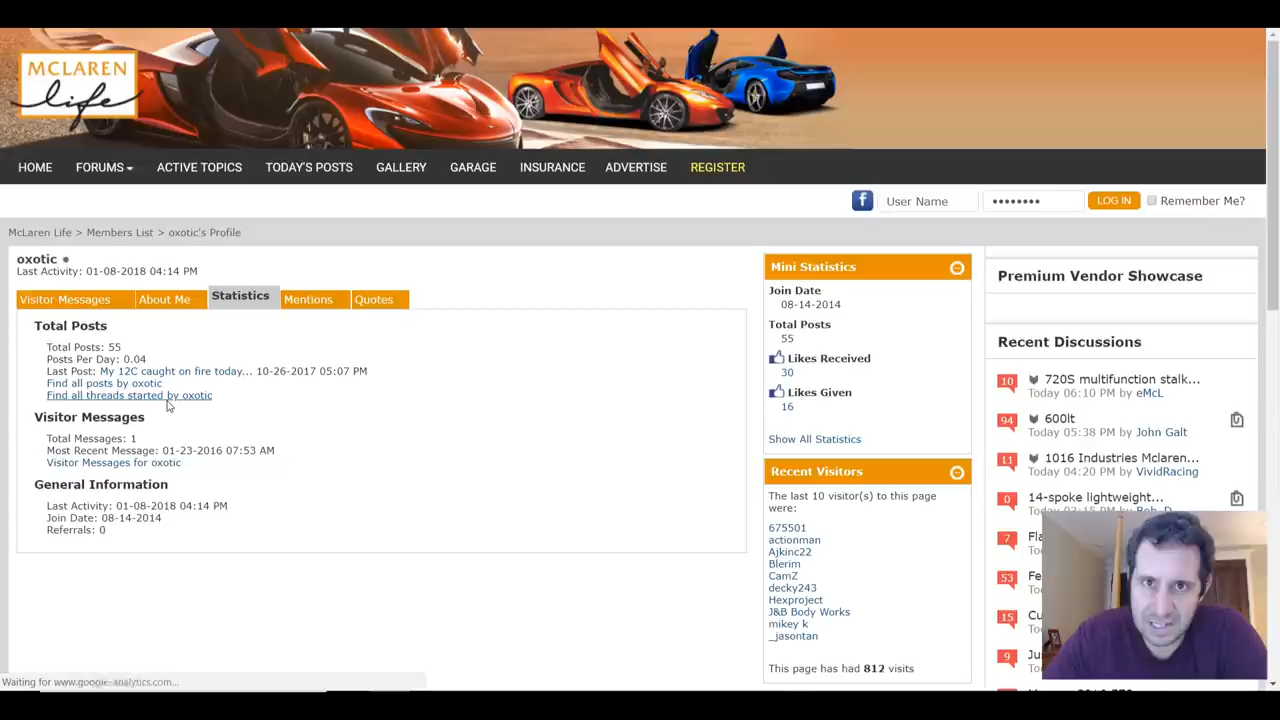 MCLAREN
life
HOME FORUMS ACTIVE TOPICS TODAY'S POSTS GALLERY GARAGE INSURANCE ADVERTISE REGISTER
User Name •••••••• LOG IN Remember Me?
McLaren Life > Members List > oxotic's Profile
oxotic
Last Activity: 01-08-2018 04:14 PM
Visitor Messages About Me Statistics Mentions Quotes
Total Posts
Total Posts: 55
Posts Per Day: 0.04
Last Post: My 12C caught on fire today... 10-26-2017 05:07 PM
Find all posts by oxotic
Find all threads started by oxotic
Visitor Messages
Total Messages: 1
Most Recent Message: 01-23-2016 07:53 AM
Visitor Messages for oxotic
General Information
Last Activity: 01-08-2018 04:14 PM
Join Date: 08-14-2014
Referrals: 0
Mini Statistics
Join Date
08-14-2014
Total Posts
55
Likes Received
30
Likes Given
16
Show All Statistics
Recent Visitors
The last 10 visitor(s) to this page
were:
675501
actionman
Ajkinc22
Blerim
CamZ
decky243
Hexproject
J&B Body Works
mikey k
_jasontan
This page has had 812 visits
Premium Vendor Showcase
Recent Discussions
10 720S multifunction stalk...
Today 06:10 PM by eMcL
94 600lt
Today 05:38 PM by John Galt
11 1016 Industries Mclaren...
Today 04:20 PM by VividRacing
0 14-spoke lightweight...
7
53
15
9
Waiting for www.google-analytics.com...